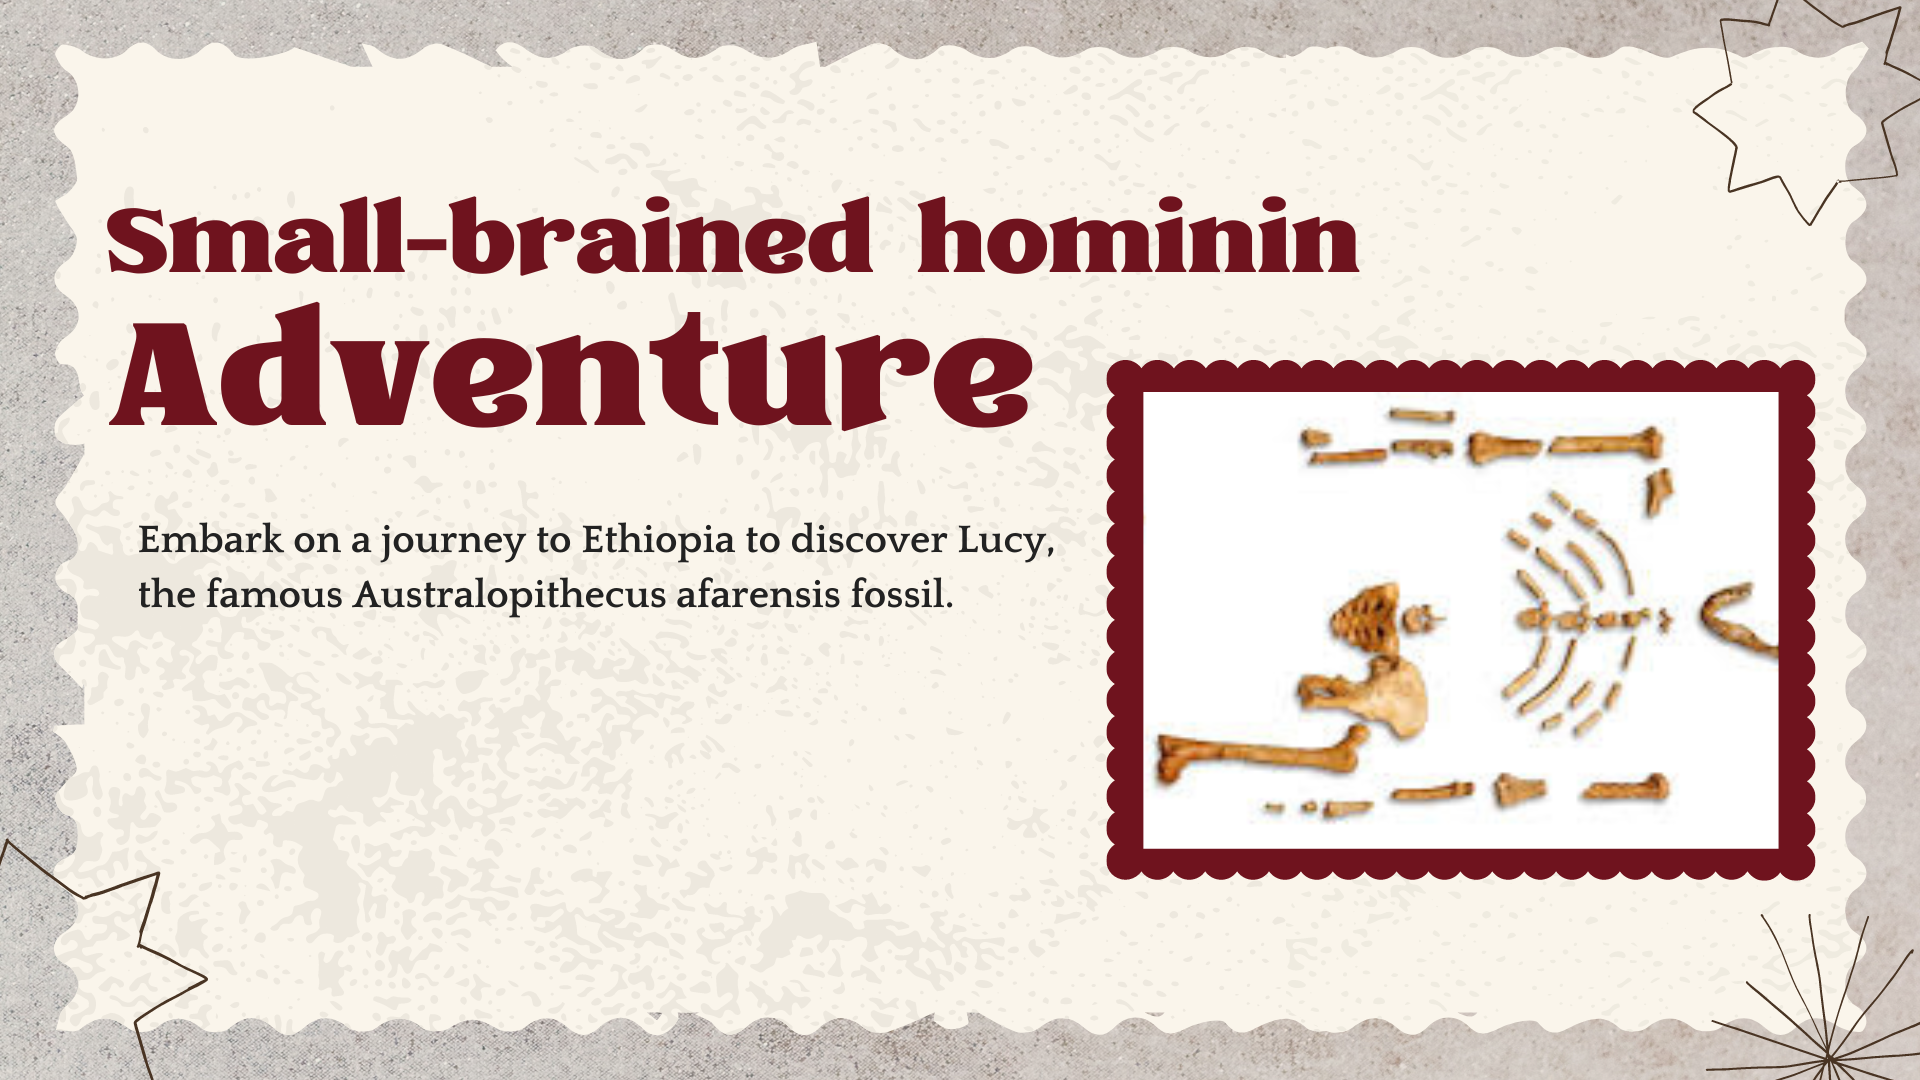 Small-brained hominin
Adventure
Embark on a journey to Ethiopia to discover Lucy,
the famous Australopithecus afarensis fossil.